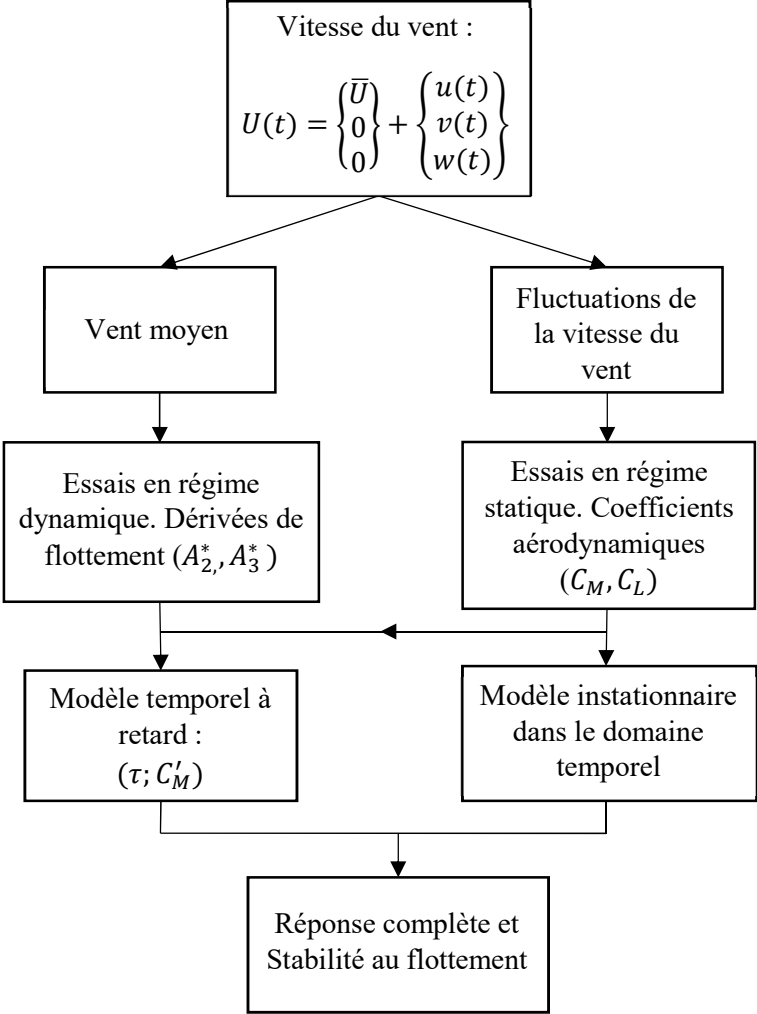 Vitesse du vent :
U(t) = {U̅ 0 0} + {u(t) v(t) w(t)}
Vent moyen
Fluctuations de
la vitesse du
vent
Essais en régime
dynamique. Dérivées de
flottement (A₂,*, A₃* )
Essais en régime
statique. Coefficients
aérodynamiques
(C_M, C_L)
Modèle temporel à
retard :
(τ; C′_M)
Modèle instationnaire
dans le domaine
temporel
Réponse complète et
Stabilité au flottement